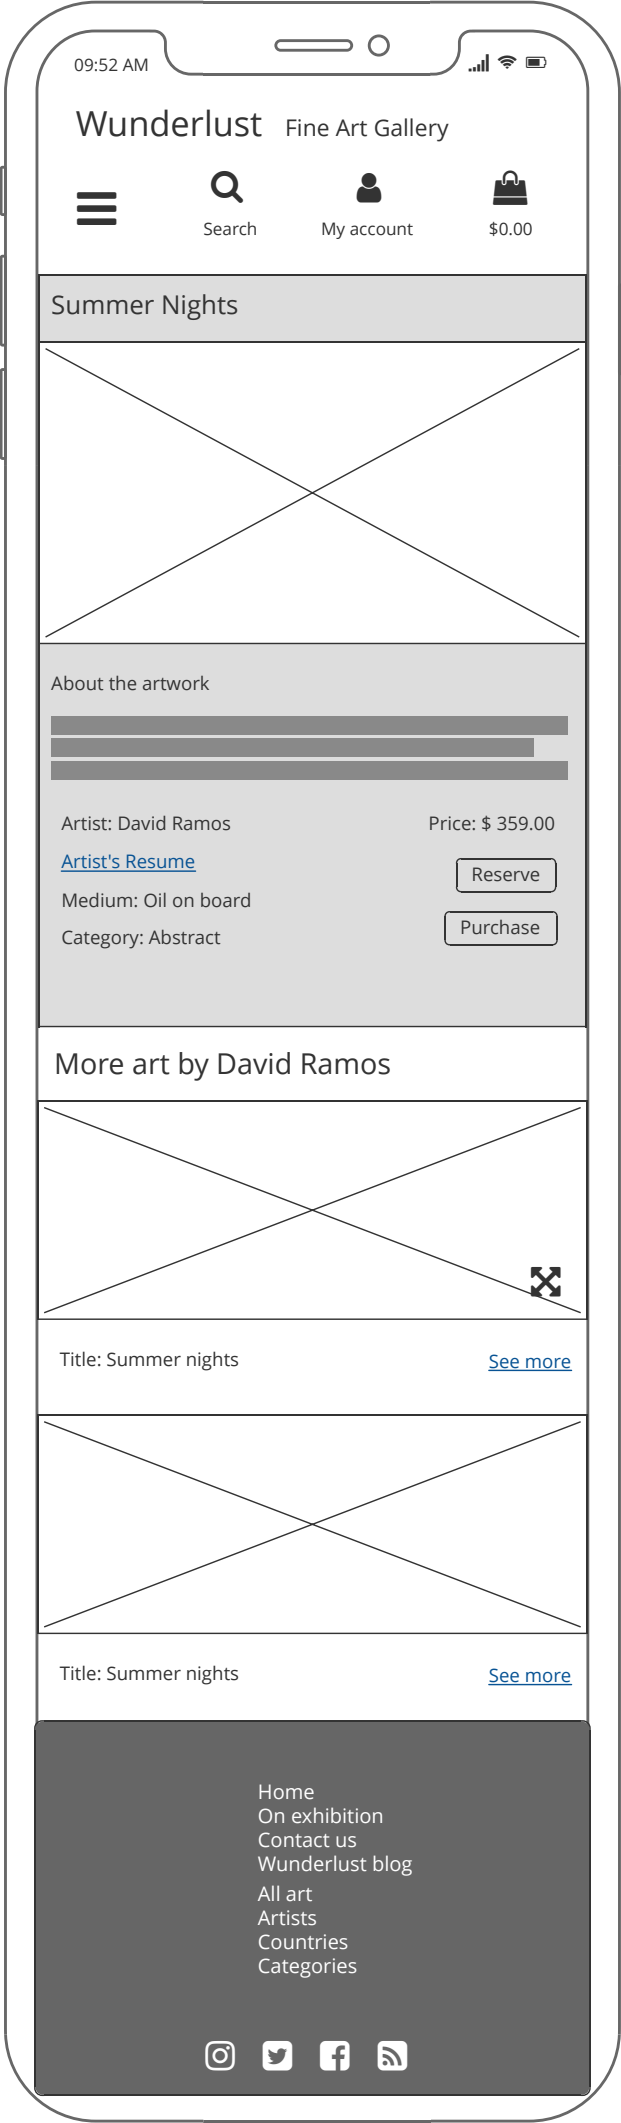 09:52 AM
Wunderlust Fine Art Gallery
Search My account $0.00
Summer Nights
About the artwork
Artist: David Ramos Price: $ 359.00
Artist's Resume
Reserve
Medium: Oil on board
Purchase
Category: Abstract
More art by David Ramos
Title: Summer nights See more
Title: Summer nights See more
Home
On exhibition
Contact us
Wunderlust blog
All art
Artists
Countries
Categories